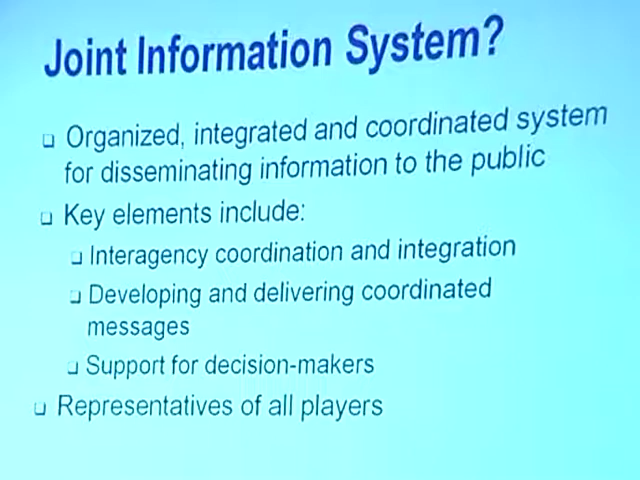 Joint Information System?
❑ Organized, integrated and coordinated system
for disseminating information to the public
❑ Key elements include:
❑ Interagency coordination and integration
❑ Developing and delivering coordinated
messages
❑ Support for decision-makers
❑ Representatives of all players